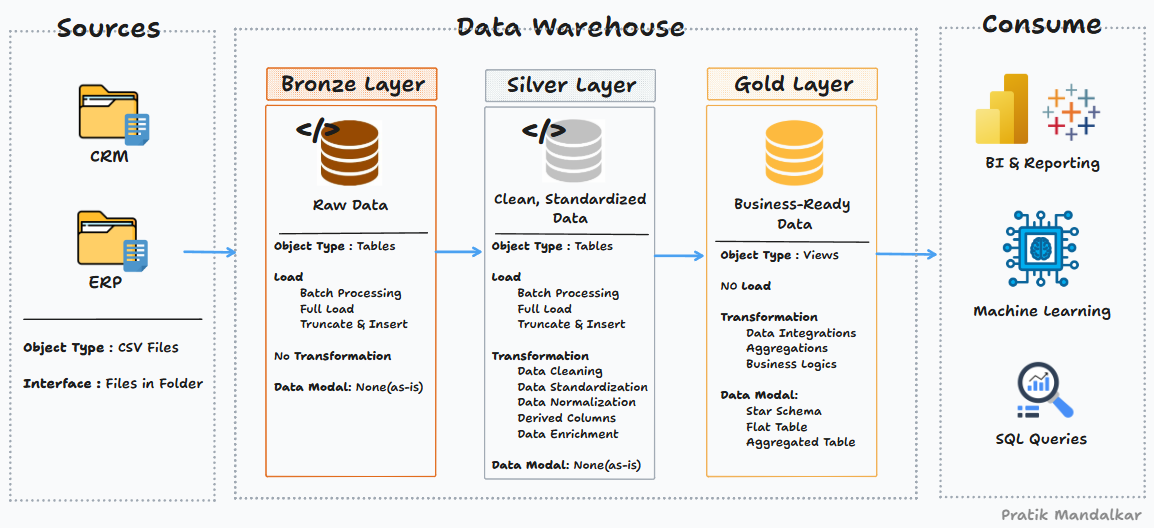 Sources
CRM
ERP
Object Type : CSV Files
Interface : Files in Folder
Data Warehouse
Bronze Layer
</>
Raw Data
Object Type : Tables
Load
Batch Processing
Full Load
Truncate & Insert
No Transformation
Data Modal: None(as-is)
Silver Layer
</>
Clean, Standardized
Data
Object Type : Tables
Load
Batch Processing
Full Load
Truncate & Insert
Transformation
Data Cleaning
Data Standardization
Data Normalization
Derived Columns
Data Enrichment
Data Modal: None(as-is)
Gold Layer
Business-Ready
Data
Object Type : Views
NO Load
Transformation
Data Integrations
Aggregations
Business Logics
Data Modal:
Star Schema
Flat Table
Aggregated Table
Consume
BI & Reporting
Machine Learning
SQL Queries
Pratik Mandalkar